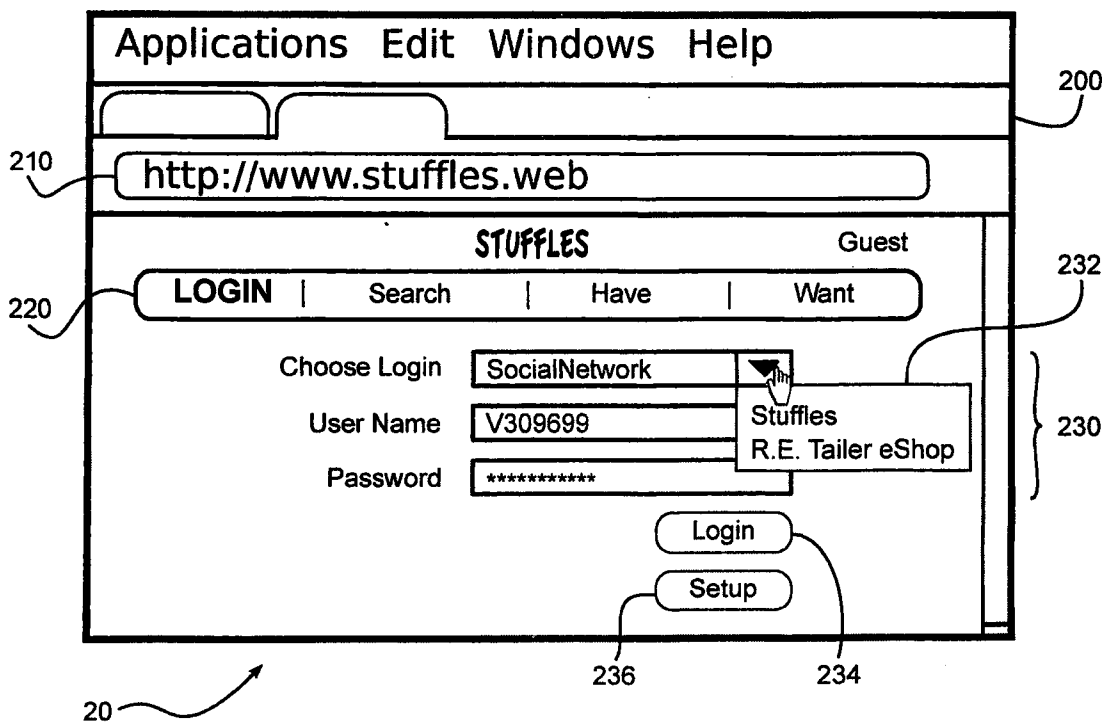 Applications Edit Windows Help
200
210
http://www.stuffles.web
STUFFLES Guest
232
220
LOGIN | Search | Have | Want
Choose Login SocialNetwork
Stuffles
User Name V309699
230
R.E. Tailer eShop
Password ***********
Login
Setup
236 234
20